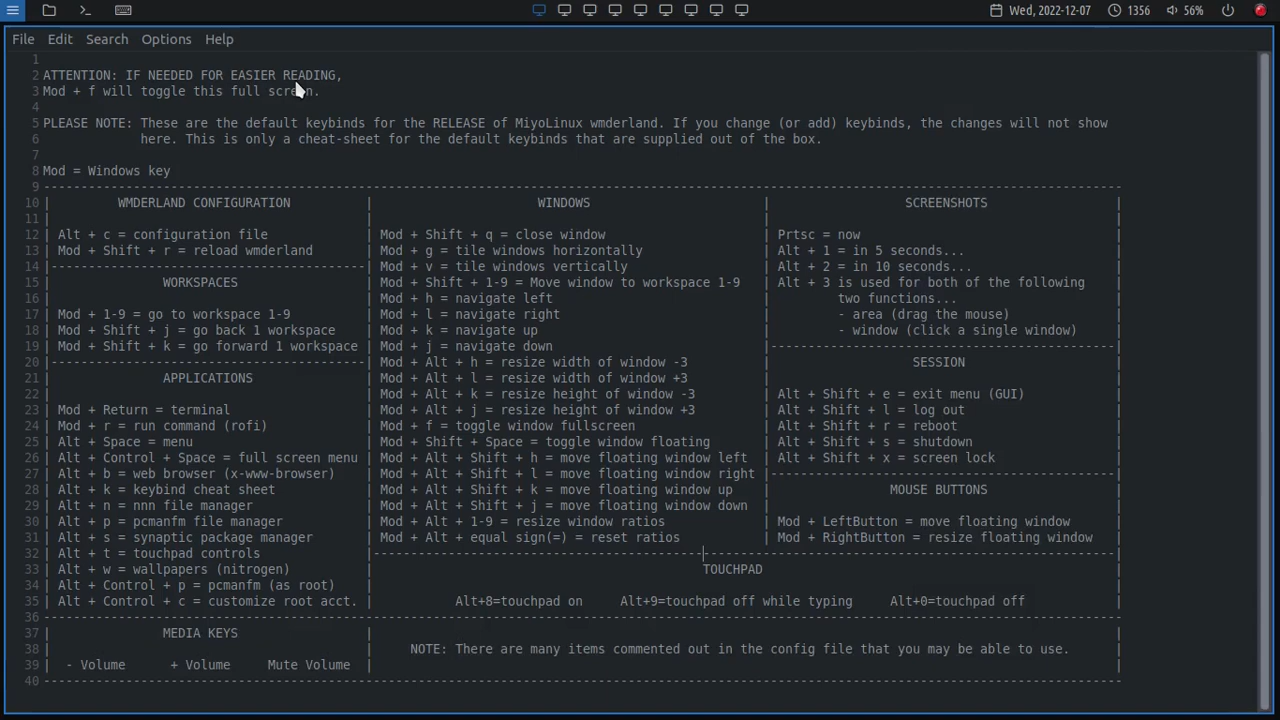 Wed, 2022-12-07 1356 56%
File Edit Search Options Help
1
2 ATTENTION: IF NEEDED FOR EASIER READING,
3 Mod + f will toggle this full screen.
4
5 PLEASE NOTE: These are the default keybinds for the RELEASE of MiyoLinux wmderland. If you change (or add) keybinds, the changes will not show
6 here. This is only a cheat-sheet for the default keybinds that are supplied out of the box.
7
8 Mod = Windows key
9 ------------------------------------------------------------------------
10 | WMDERLAND CONFIGURATION | WINDOWS | SCREENSHOTS |
11 | | | |
12 | Alt + c = configuration file | Mod + Shift + q = close window | Prtsc = now |
13 | Mod + Shift + r = reload wmderland | Mod + g = tile windows horizontally | Alt + 1 = in 5 seconds... |
14 |------------------------------------------| Mod + v = tile windows vertically | Alt + 2 = in 10 seconds... |
15 | WORKSPACES | Mod + Shift + 1-9 = Move window to workspace 1-9 | Alt + 3 is used for both of the following |
16 | | Mod + h = navigate left | two functions... |
17 | Mod + 1-9 = go to workspace 1-9 | Mod + l = navigate right | - area (drag the mouse) |
18 | Mod + Shift + j = go back 1 workspace | Mod + k = navigate up | - window (click a single window) |
19 | Mod + Shift + k = go forward 1 workspace | Mod + j = navigate down |----------------------------------------------|
20 |------------------------------------------| Mod + Alt + h = resize width of window -3 | SESSION |
21 | APPLICATIONS | Mod + Alt + l = resize width of window +3 | |
22 | | Mod + Alt + k = resize height of window -3 | Alt + Shift + e = exit menu (GUI) |
23 | Mod + Return = terminal | Mod + Alt + j = resize height of window +3 | Alt + Shift + l = log out |
24 | Mod + r = run command (rofi) | Mod + f = toggle window fullscreen | Alt + Shift + r = reboot |
25 | Alt + Space = menu | Mod + Shift + Space = toggle window floating | Alt + Shift + s = shutdown |
26 | Alt + Control + Space = full screen menu | Mod + Alt + Shift + h = move floating window left | Alt + Shift + x = screen lock |
27 | Alt + b = web browser (x-www-browser) | Mod + Alt + Shift + l = move floating window right |----------------------------------------------|
28 | Alt + k = keybind cheat sheet | Mod + Alt + Shift + k = move floating window up | MOUSE BUTTONS |
29 | Alt + n = nnn file manager | Mod + Alt + Shift + j = move floating window down | |
30 | Alt + p = pcmanfm file manager | Mod + Alt + 1-9 = resize window ratios | Mod + LeftButton = move floating window |
31 | Alt + s = synaptic package manager | Mod + Alt + equal sign(=) = reset ratios | Mod + RightButton = resize floating window |
32 | Alt + t = touchpad controls |------------------------------------------------------------------------|
33 | Alt + w = wallpapers (nitrogen) | TOUCHPAD |
34 | Alt + Control + p = pcmanfm (as root) | |
35 | Alt + Control + c = customize root acct. | Alt+8=touchpad on Alt+9=touchpad off while typing Alt+0=touchpad off |
36 ------------------------------------------------------------------------
37 | MEDIA KEYS | |
38 | | NOTE: There are many items commented out in the config file that you may be able to use. |
39 | - Volume + Volume Mute Volume | |
40 ------------------------------------------------------------------------